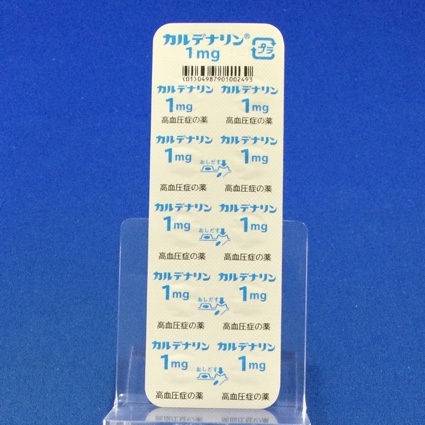 カルデナリン®
1mg
プラ
(01)04987901002493
カルデナリン カルデナリン
1mg 1mg
高血圧症の薬 高血圧症の薬
カルデナリン カルデナリン
1mg おしだす 1mg
高血圧症の薬 高血圧症の薬
カルデナリン カルデナリン
1mg おしだす 1mg
高血圧症の薬 高血圧症の薬
カルデナリン カルデナリン
1mg おしだす 1mg
高血圧症の薬 高血圧症の薬
カルデナリン カルデナリン
1mg おしだす 1mg
高血圧症の薬 高血圧症の薬